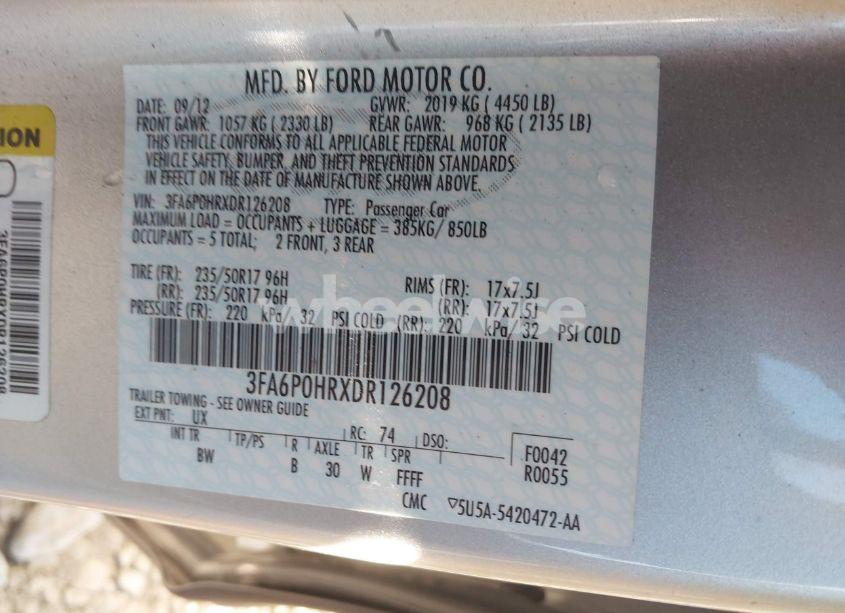 MFD. BY FORD MOTOR CO.
DATE: 09/12 GVWR: 2019 KG ( 4450 LB)
FRONT GAWR: 1057 KG ( 2330 LB) REAR GAWR: 968 KG ( 2135 LB)
THIS VEHICLE CONFORMS TO ALL APPLICABLE FEDERAL MOTOR
VEHICLE SAFETY, BUMPER, AND THEFT PREVENTION STANDARDS
IN EFFECT ON THE DATE OF MANUFACTURE SHOWN ABOVE.
VIN: 3FA6P0HRXDR126208 TYPE: Passenger Car
MAXIMUM LOAD = OCCUPANTS + LUGGAGE = 385KG/ 850LB
OCCUPANTS = 5 TOTAL; 2 FRONT, 3 REAR
TIRE (FR): 235/50R17 96H RIMS (FR): 17x7.5J
(RR): 235/50R17 96H (RR): 17x7.5J
PRESSURE (FR): 220 kPa/ 32 PSI COLD (RR): 220 kPa/ 32 PSI COLD
wheelwise
3FA6P0HRXDR126208
TRAILER TOWING - SEE OWNER GUIDE
EXT PNT: UX RC: 74 DSO:
INT TR TP/PS R AXLE TR SPR F0042
BW B 30 W FFFF R0055
CMC ▽5U5A-5420472-AA
ION
3FA6P0HRXDR126208